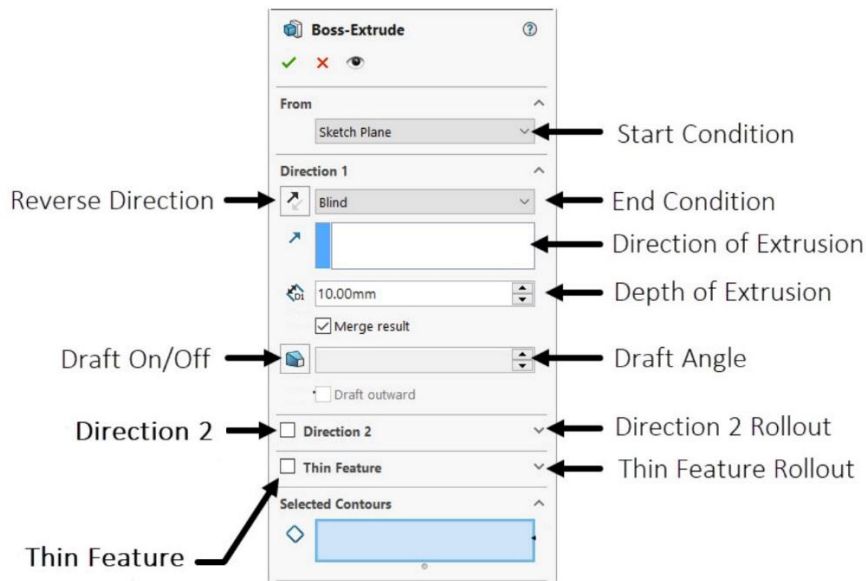 Boss-Extrude ?
From
Sketch Plane
Start Condition
Direction 1
Reverse Direction
Blind
End Condition
Direction of Extrusion
D1
10.00mm
Depth of Extrusion
Merge result
Draft On/Off
Draft Angle
Draft outward
Direction 2
Direction 2
Direction 2 Rollout
Thin Feature
Thin Feature Rollout
Selected Contours
Thin Feature